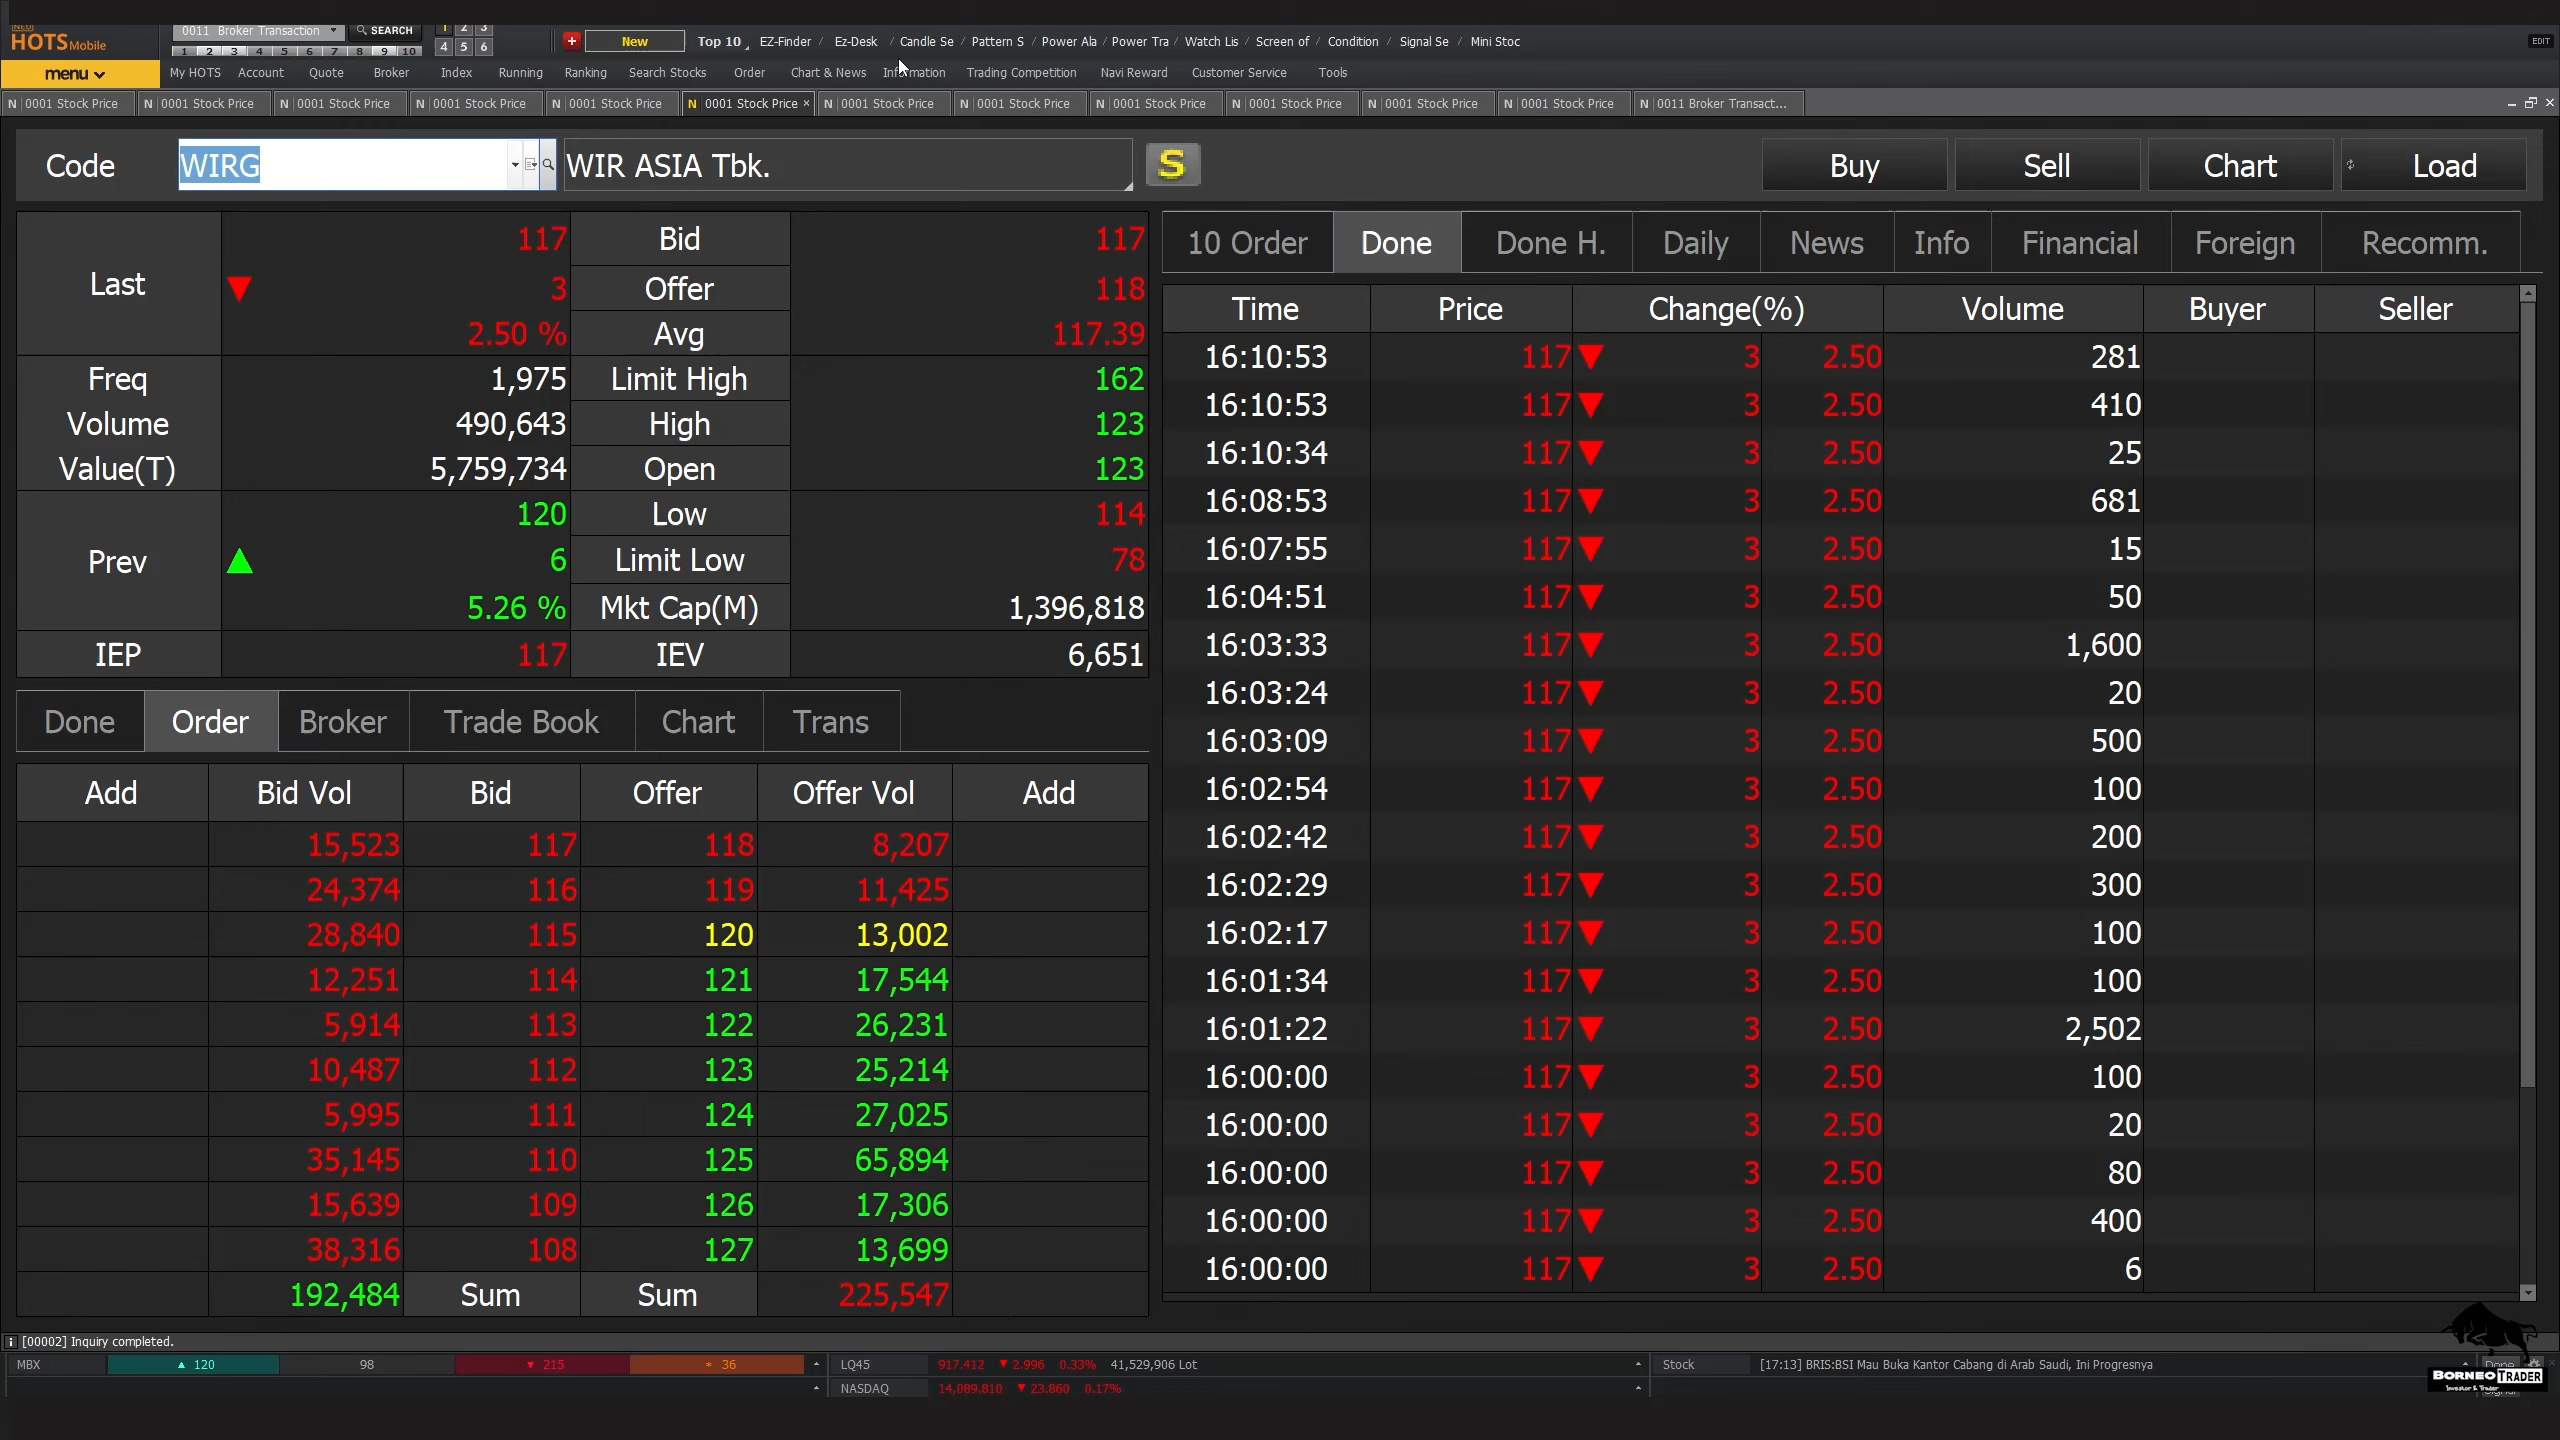 HOTS Mobile
0011 Broker Transaction SEARCH
1 2 3 4 5 6 7 8 9 10
1 2 3
4 5 6
New Top 10 EZ-Finder / Ez-Desk / Candle Se / Pattern S / Power Ala / Power Tra / Watch Lis / Screen of / Condition / Signal Se / Mini Stoc EDIT
menu My HOTS Account Quote Broker Index Running Ranking Search Stocks Order Chart & News Information Trading Competition Navi Reward Customer Service Tools
N 0001 Stock Price N 0001 Stock Price N 0001 Stock Price N 0001 Stock Price N 0001 Stock Price N 0001 Stock Price × N 0001 Stock Price N 0001 Stock Price N 0001 Stock Price N 0001 Stock Price N 0001 Stock Price N 0001 Stock Price N 0011 Broker Transact...
Code WIRG WIR ASIA Tbk. S Buy Sell Chart Load
Last ▼ 117 3 2.50 %
Bid 117
Offer 118
Avg 117.39
Freq 1,975 Limit High 162
Volume 490,643 High 123
Value(T) 5,759,734 Open 123
Prev ▲ 120 6 5.26 %
Low 114
Limit Low 78
Mkt Cap(M) 1,396,818
IEP 117 IEV 6,651
Done Order Broker Trade Book Chart Trans
Add Bid Vol Bid Offer Offer Vol Add
15,523 117 118 8,207
24,374 116 119 11,425
28,840 115 120 13,002
12,251 114 121 17,544
5,914 113 122 26,231
10,487 112 123 25,214
5,995 111 124 27,025
35,145 110 125 65,894
15,639 109 126 17,306
38,316 108 127 13,699
192,484 Sum Sum 225,547
10 Order Done Done H. Daily News Info Financial Foreign Recomm.
Time Price Change(%) Volume Buyer Seller
16:10:53 117 ▼ 3 2.50 281
16:10:53 117 ▼ 3 2.50 410
16:10:34 117 ▼ 3 2.50 25
16:08:53 117 ▼ 3 2.50 681
16:07:55 117 ▼ 3 2.50 15
16:04:51 117 ▼ 3 2.50 50
16:03:33 117 ▼ 3 2.50 1,600
16:03:24 117 ▼ 3 2.50 20
16:03:09 117 ▼ 3 2.50 500
16:02:54 117 ▼ 3 2.50 100
16:02:42 117 ▼ 3 2.50 200
16:02:29 117 ▼ 3 2.50 300
16:02:17 117 ▼ 3 2.50 100
16:01:34 117 ▼ 3 2.50 100
16:01:22 117 ▼ 3 2.50 2,502
16:00:00 117 ▼ 3 2.50 100
16:00:00 117 ▼ 3 2.50 20
16:00:00 117 ▼ 3 2.50 80
16:00:00 117 ▼ 3 2.50 400
16:00:00 117 ▼ 3 2.50 6
[00002] Inquiry completed.
MBX ▲ 120 98 ▼ 215 36 LQ45 917.412 ▼ 2.996 0.33% 41,529,906 Lot Stock [17:13] BRIS:BSI Mau Buka Kantor Cabang di Arab Saudi, Ini Progresnya Done
NASDAQ 14,089.810 ▼ 23.860 0.17%
BORNEO TRADER
Investor & Trader